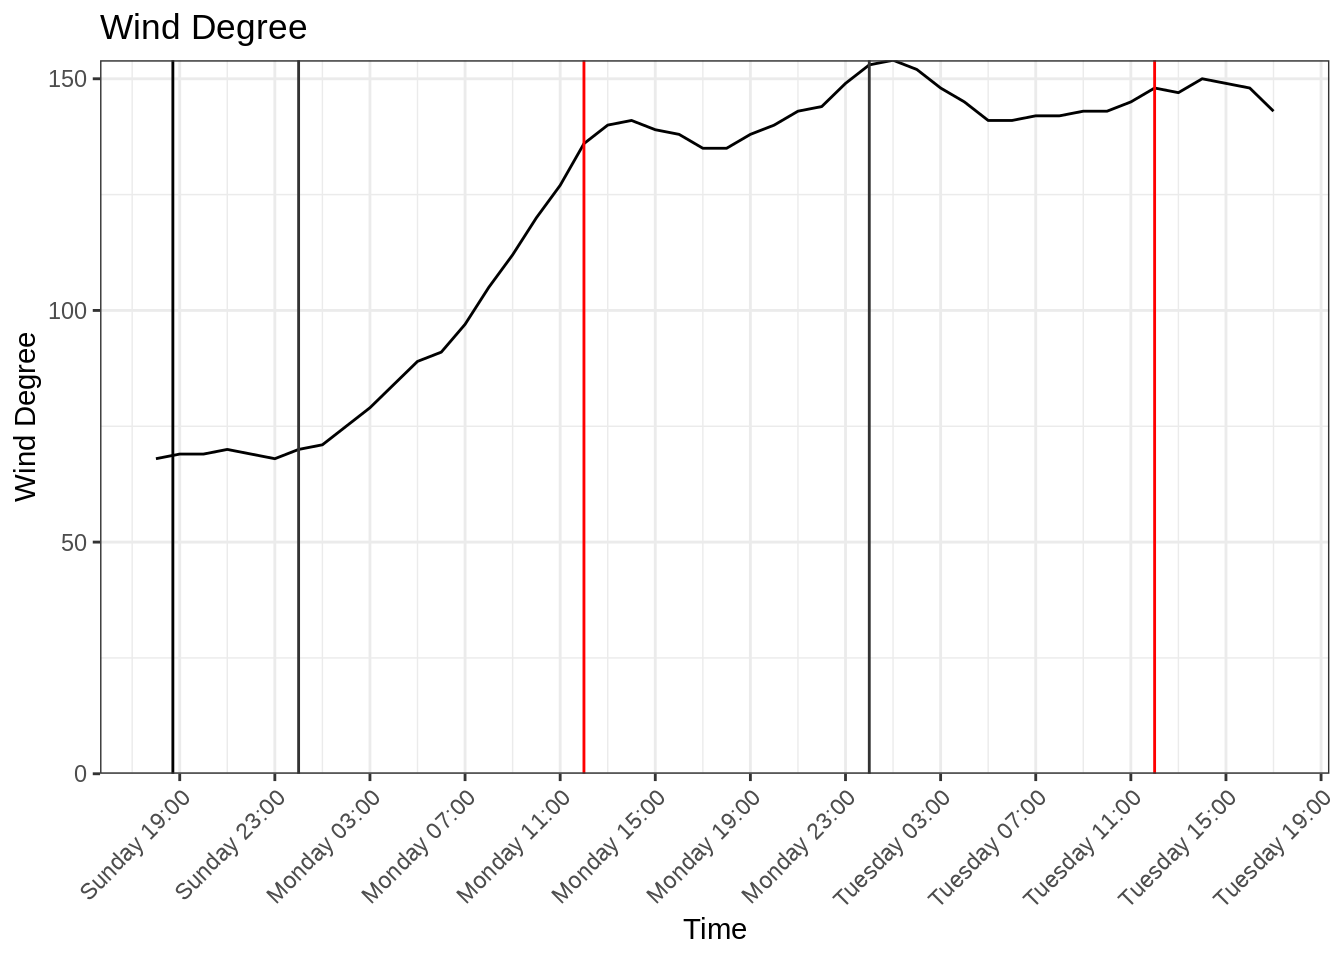 Wind Degree
Wind Degree
150
100
50
0
Sunday 19:00
Sunday 23:00
Monday 03:00
Monday 07:00
Monday 11:00
Monday 15:00
Monday 19:00
Monday 23:00
Tuesday 03:00
Tuesday 07:00
Tuesday 11:00
Tuesday 15:00
Tuesday 19:00
Time